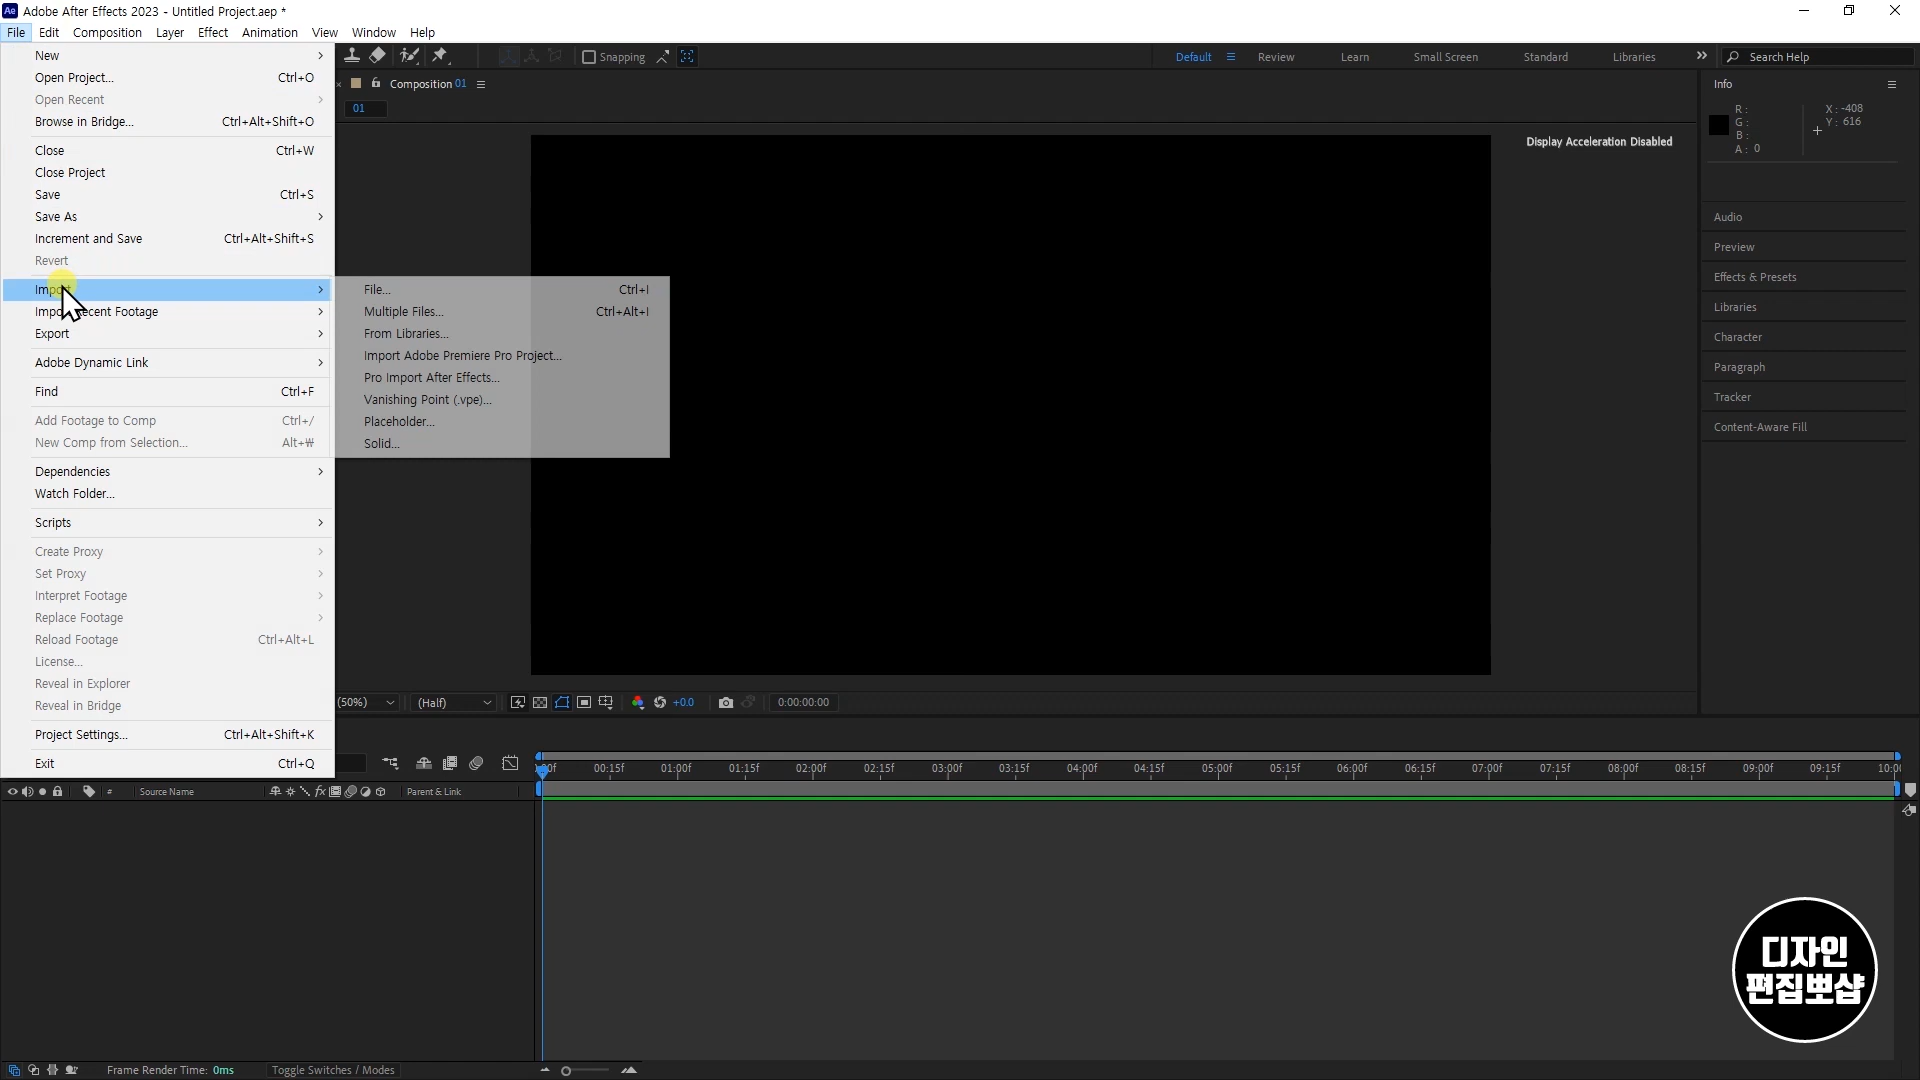 Adobe After Effects 2023 - Untitled Project.aep *
File Edit Composition Layer Effect Animation View Window Help
Snapping
Default Review Learn Small Screen Standard Libraries
Search Help
New
Open Project... Ctrl+O
Open Recent
Browse in Bridge... Ctrl+Alt+Shift+O
Close Ctrl+W
Close Project
Save Ctrl+S
Save As
Increment and Save Ctrl+Alt+Shift+S
Revert
Import
Recent Footage
Export
Adobe Dynamic Link
Find Ctrl+F
Add Footage to Comp Ctrl+/
New Comp from Selection... Alt+₩
Dependencies
Watch Folder...
Scripts
Create Proxy
Set Proxy
Interpret Footage
Replace Footage
Reload Footage Ctrl+Alt+L
License...
Reveal in Explorer
Reveal in Bridge
Project Settings... Ctrl+Alt+Shift+K
Exit Ctrl+Q
File... Ctrl+I
Multiple Files... Ctrl+Alt+I
From Libraries...
Import Adobe Premiere Pro Project...
Pro Import After Effects...
Vanishing Point (.vpe)...
Placeholder...
Solid...
Composition 01
01
Display Acceleration Disabled
Info
R :
G :
B :
A : 0
X : -408
Y : 616
Audio
Preview
Effects & Presets
Libraries
Character
Paragraph
Tracker
Content-Aware Fill
(50%) (Half) +0.0 0:00:00:00
00:15f 01:00f 01:15f 02:00f 02:15f 03:00f 03:15f 04:00f 04:15f 05:00f 05:15f 06:00f 06:15f 07:00f 07:15f 08:00f 08:15f 09:00f 09:15f
# Source Name fx Parent & Link
디자인
편집뽀샵
Frame Render Time: 0ms Toggle Switches / Modes